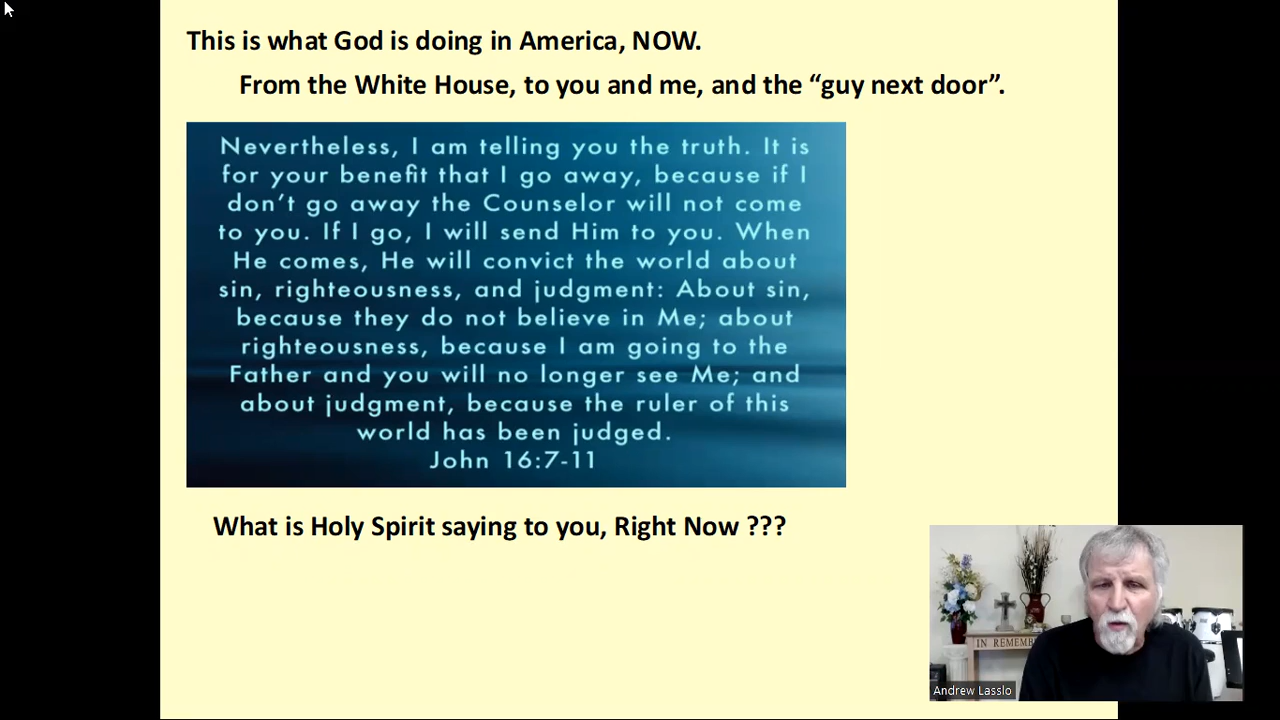 This is what God is doing in America, NOW.
From the White House, to you and me, and the “guy next door”.
Nevertheless, I am telling you the truth. It is
for your benefit that I go away, because if I
don’t go away the Counselor will not come
to you. If I go, I will send Him to you. When
He comes, He will convict the world about
sin, righteousness, and judgment: About sin,
because they do not believe in Me; about
righteousness, because I am going to the
Father and you will no longer see Me; and
about judgment, because the ruler of this
world has been judged.
John 16:7-11
What is Holy Spirit saying to you, Right Now ???
IN REMEM
Andrew Lasslo